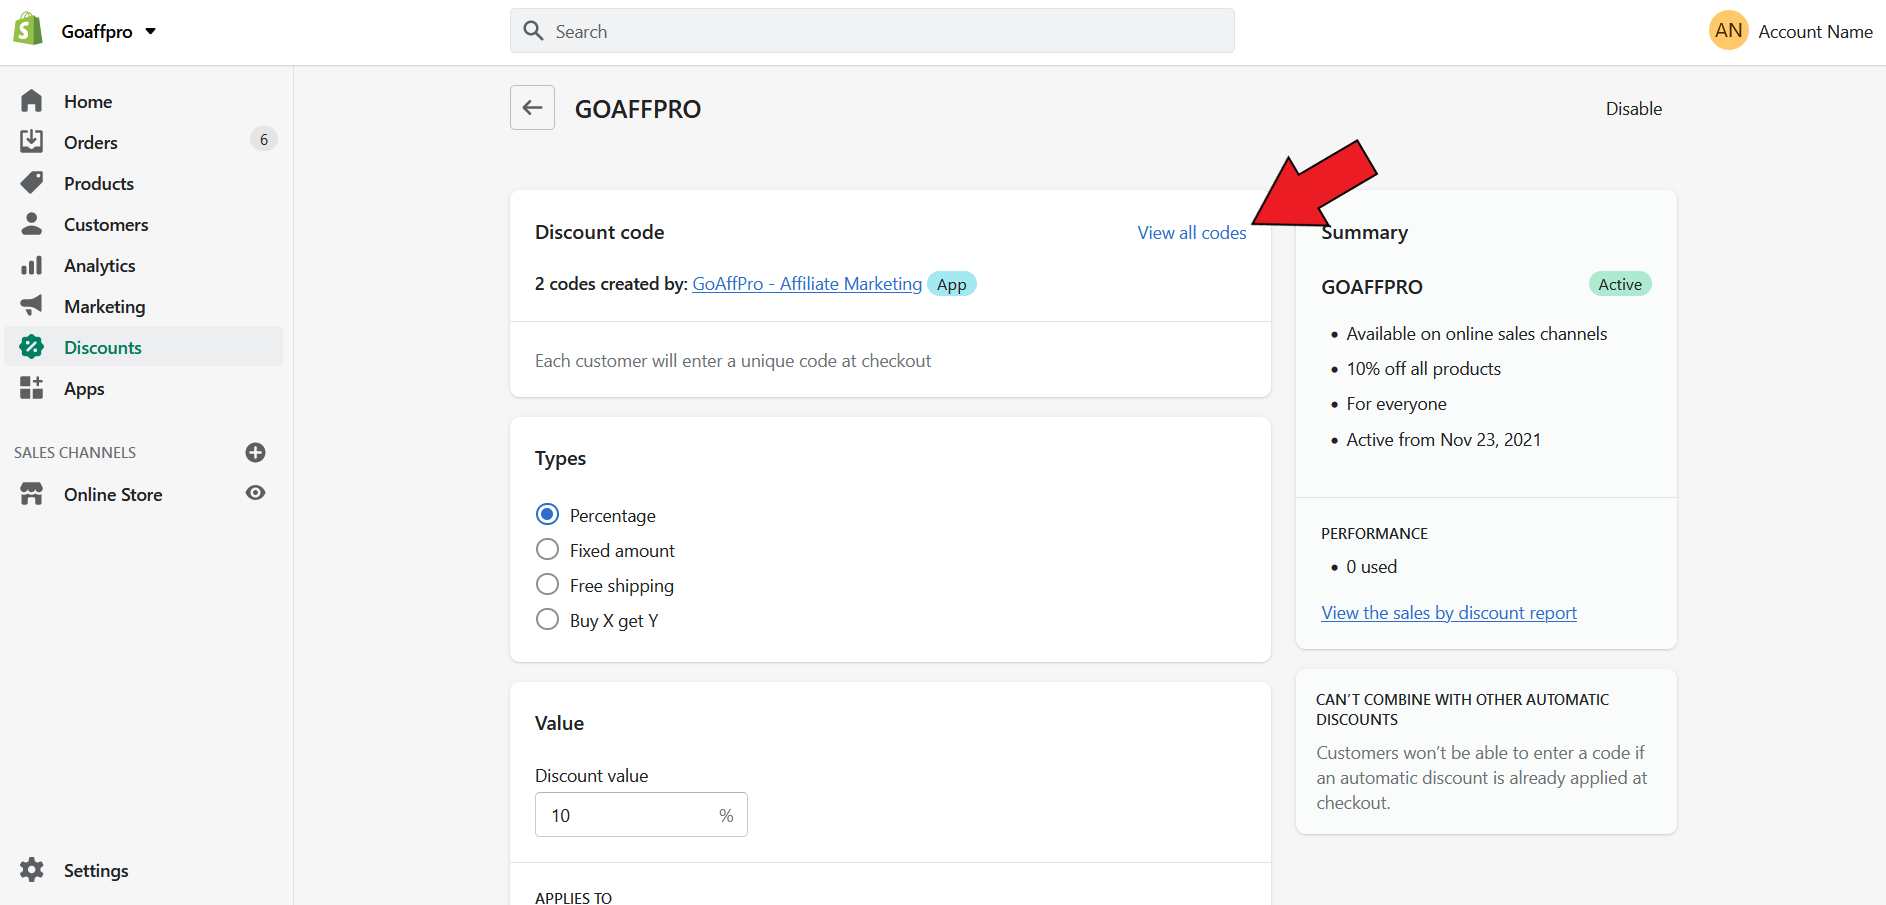 Goaffpro
Search
AN Account Name
Home
Orders 6
Products
Customers
Analytics
Marketing
Discounts
Apps
SALES CHANNELS
Online Store
Settings
GOAFFPRO
Disable
Discount code View all codes
2 codes created by: GoAffPro - Affiliate Marketing App
Each customer will enter a unique code at checkout
Types
Percentage
Fixed amount
Free shipping
Buy X get Y
Value
Discount value
10 %
APPLIES TO
Summary
GOAFFPRO Active
• Available on online sales channels
• 10% off all products
• For everyone
• Active from Nov 23, 2021
PERFORMANCE
• 0 used
View the sales by discount report
CAN'T COMBINE WITH OTHER AUTOMATIC
DISCOUNTS
Customers won't be able to enter a code if
an automatic discount is already applied at
checkout.